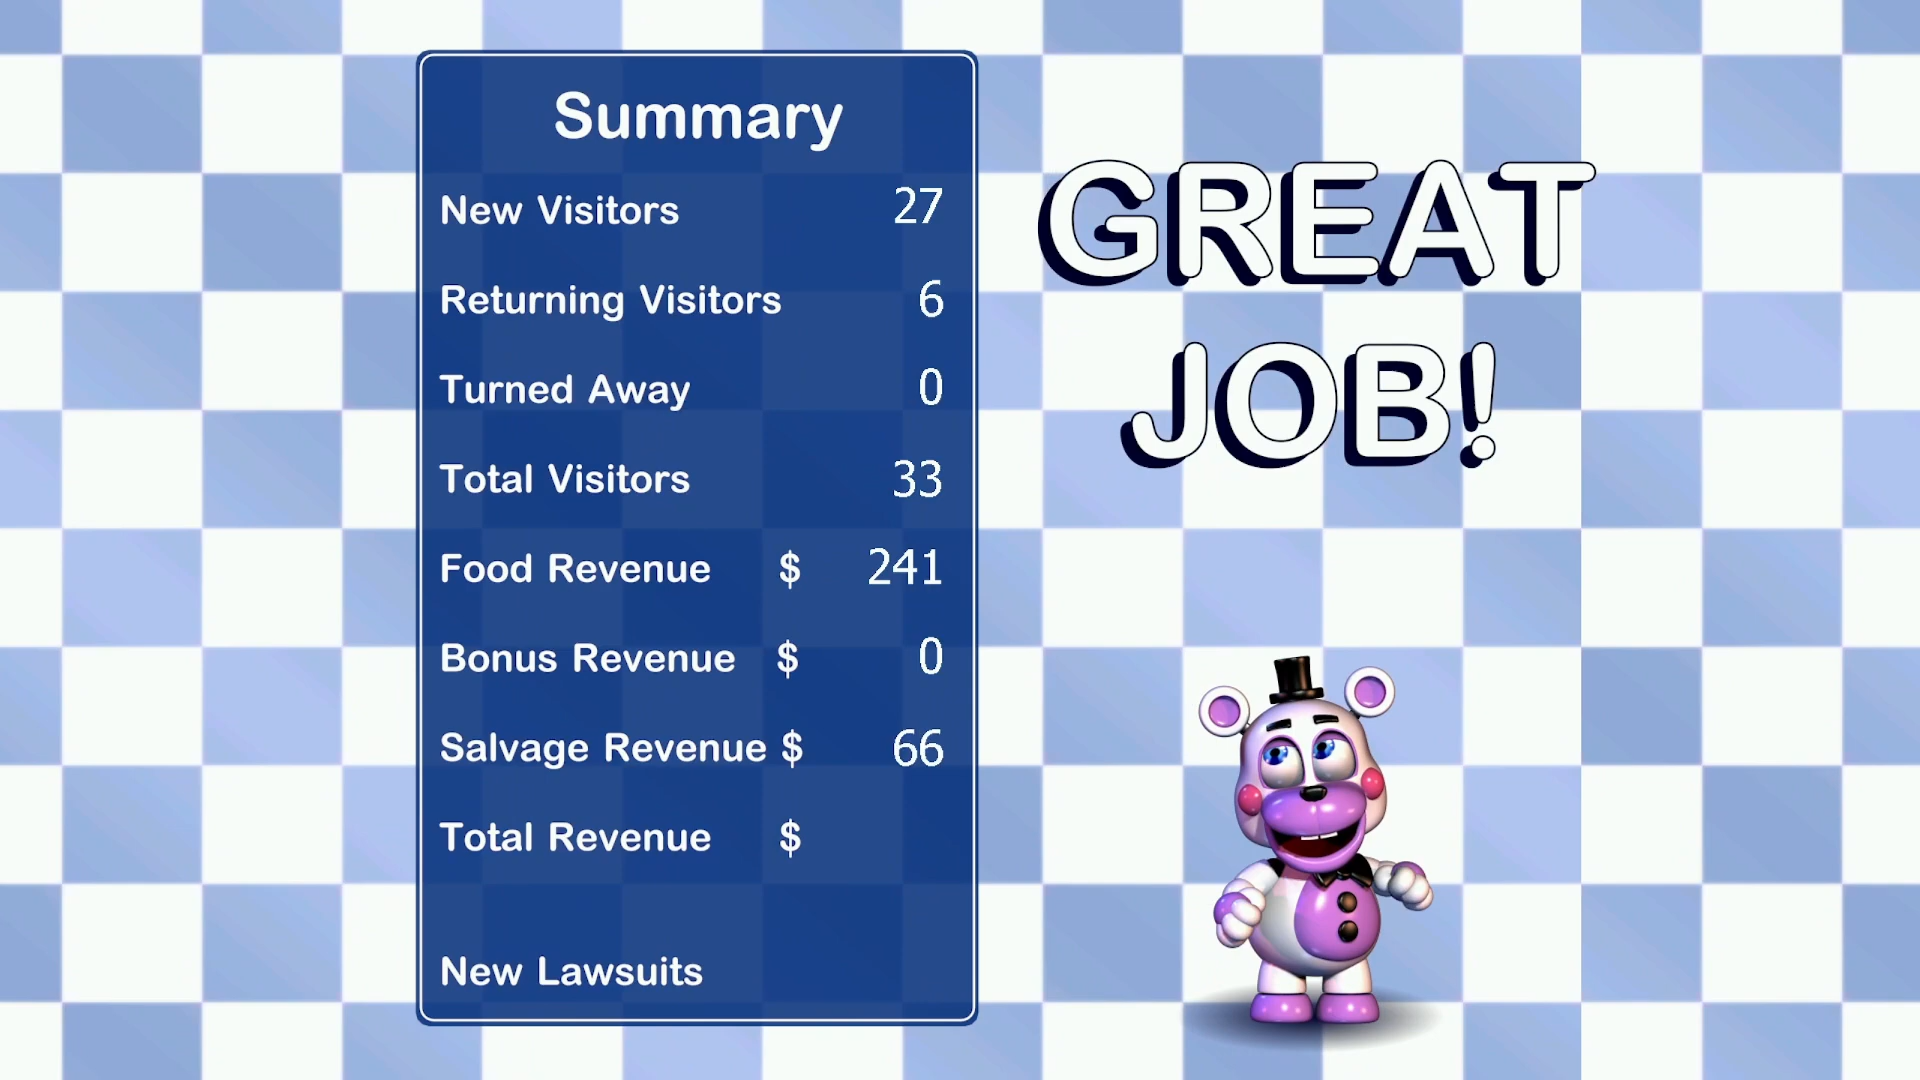 Summary
New Visitors 27
Returning Visitors 6
Turned Away 0
Total Visitors 33
Food Revenue $ 241
Bonus Revenue $ 0
Salvage Revenue $ 66
Total Revenue $
New Lawsuits
GREAT
JOB!